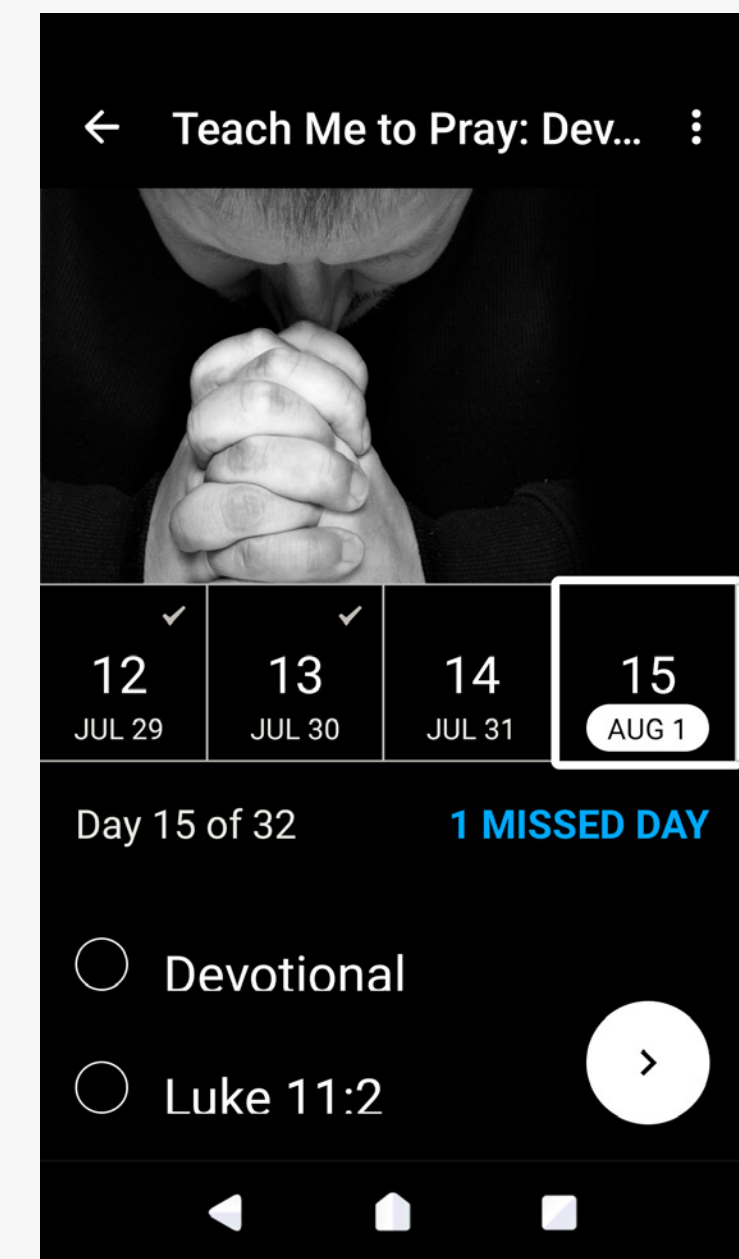 Teach Me to Pray: Dev...
12 13 14 15
JUL 29 JUL 30 JUL 31 AUG 1
Day 15 of 32 1 MISSED DAY
Devotional
Luke 11:2